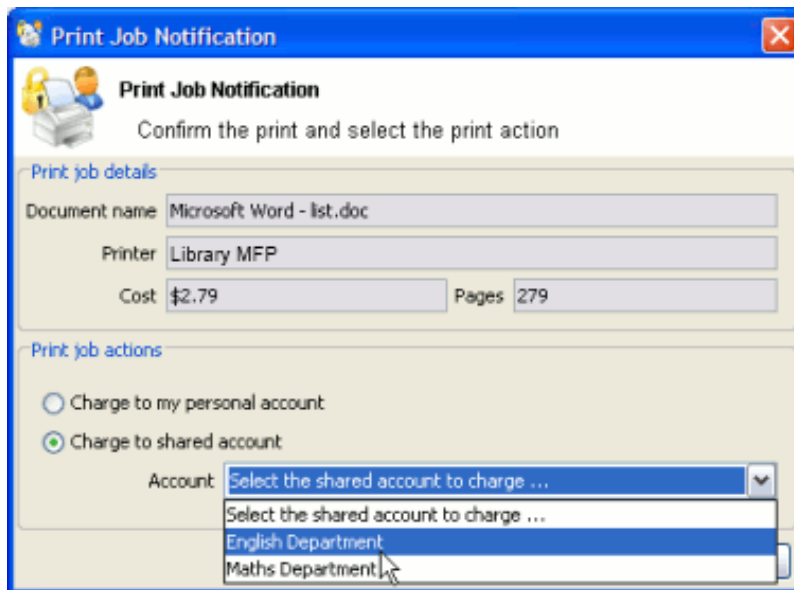 Print Job Notification
Print Job Notification
Confirm the print and select the print action
Print job details
Document name Microsoft Word - list.doc
Printer Library MFP
Cost $2.79 Pages 279
Print job actions
Charge to my personal account
Charge to shared account
Account Select the shared account to charge ...
Select the shared account to charge ...
English Department
Maths Department